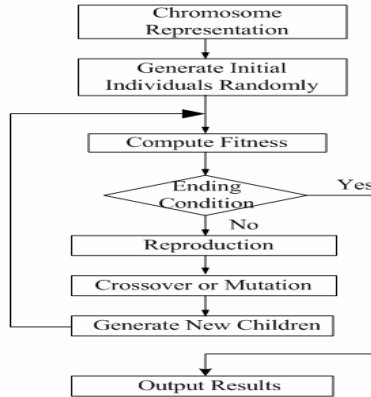 Chromosome
Representation
Generate Initial
Individuals Randomly
Compute Fitness
Ending
Condition
Yes
No
Reproduction
Crossover or Mutation
Generate New Children
Output Results